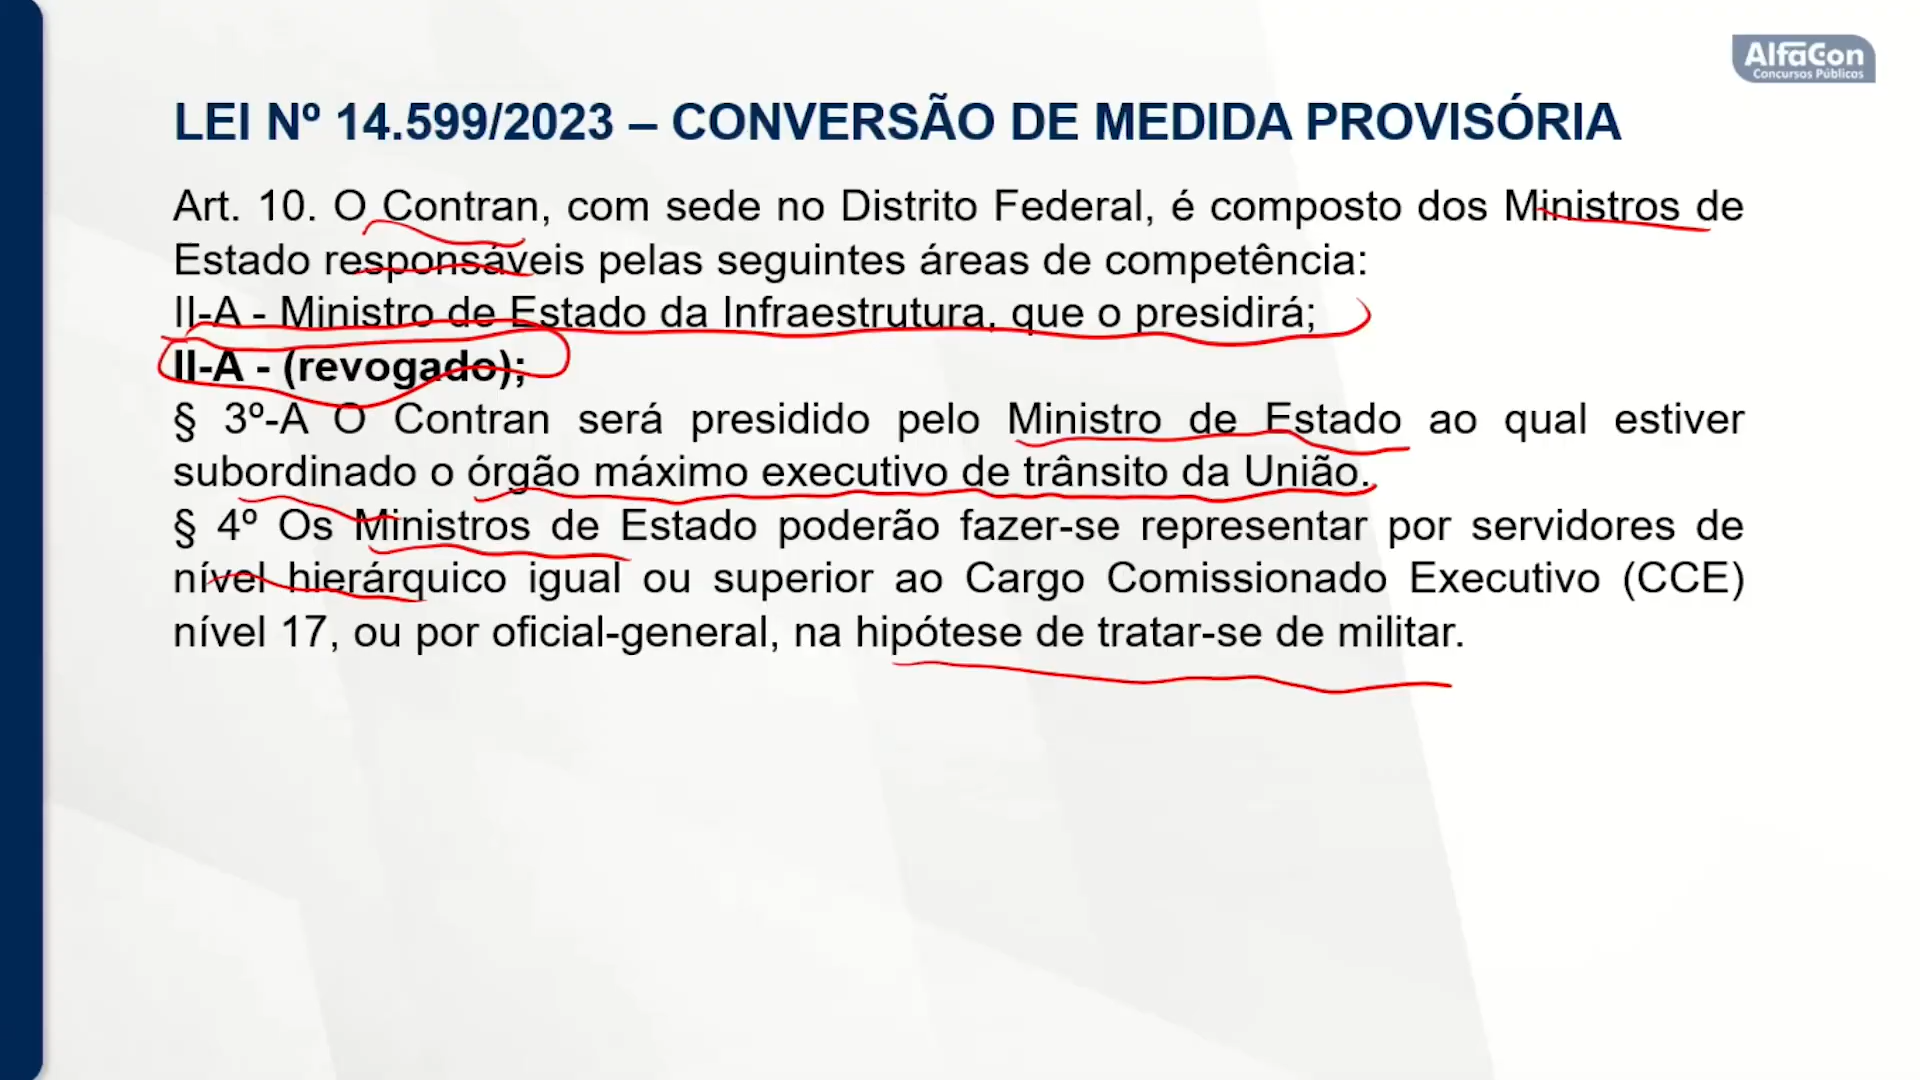 AlfaCon
Concursos Públicos
LEI Nº 14.599/2023 – CONVERSÃO DE MEDIDA PROVISÓRIA
Art. 10. O Contran, com sede no Distrito Federal, é composto dos Ministros de
Estado responsáveis pelas seguintes áreas de competência:
II-A - Ministro de Estado da Infraestrutura, que o presidirá;
II-A - (revogado);
§ 3º-A O Contran será presidido pelo Ministro de Estado ao qual estiver
subordinado o órgão máximo executivo de trânsito da União.
§ 4º Os Ministros de Estado poderão fazer-se representar por servidores de
nível hierárquico igual ou superior ao Cargo Comissionado Executivo (CCE)
nível 17, ou por oficial-general, na hipótese de tratar-se de militar.